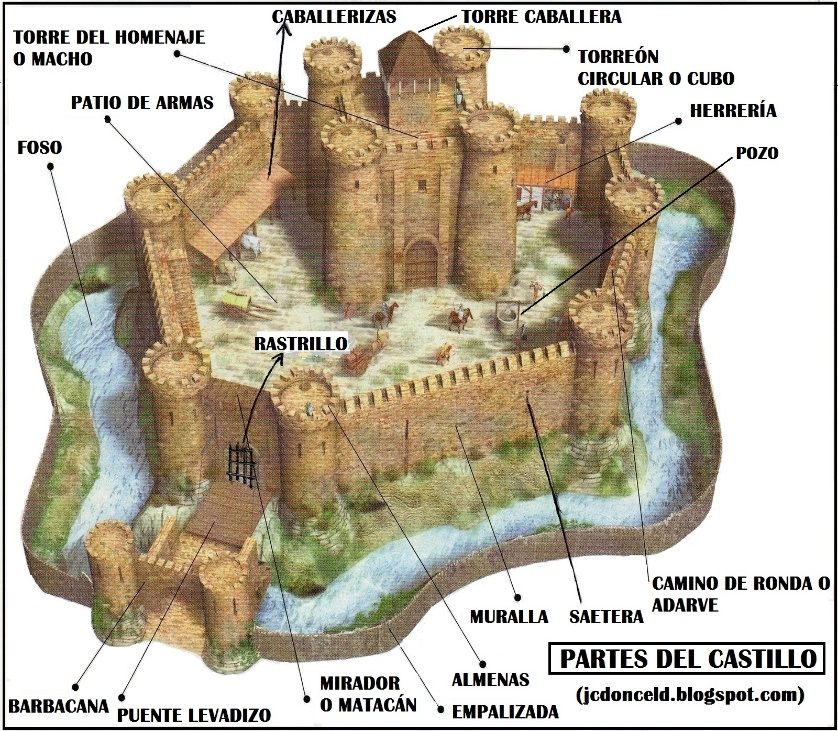 CABALLERIZAS
TORRE CABALLERA
TORRE DEL HOMENAJE
O MACHO
TORREÓN
CIRCULAR O CUBO
PATIO DE ARMAS
HERRERÍA
FOSO
POZO
RASTRILLO
CAMINO DE RONDA O
ADARVE
MURALLA
SAETERA
PARTES DEL CASTILLO
(jcdonceld.blogspot.com)
ALMENAS
MIRADOR
O MATACÁN
BARBACANA
PUENTE LEVADIZO
EMPALIZADA